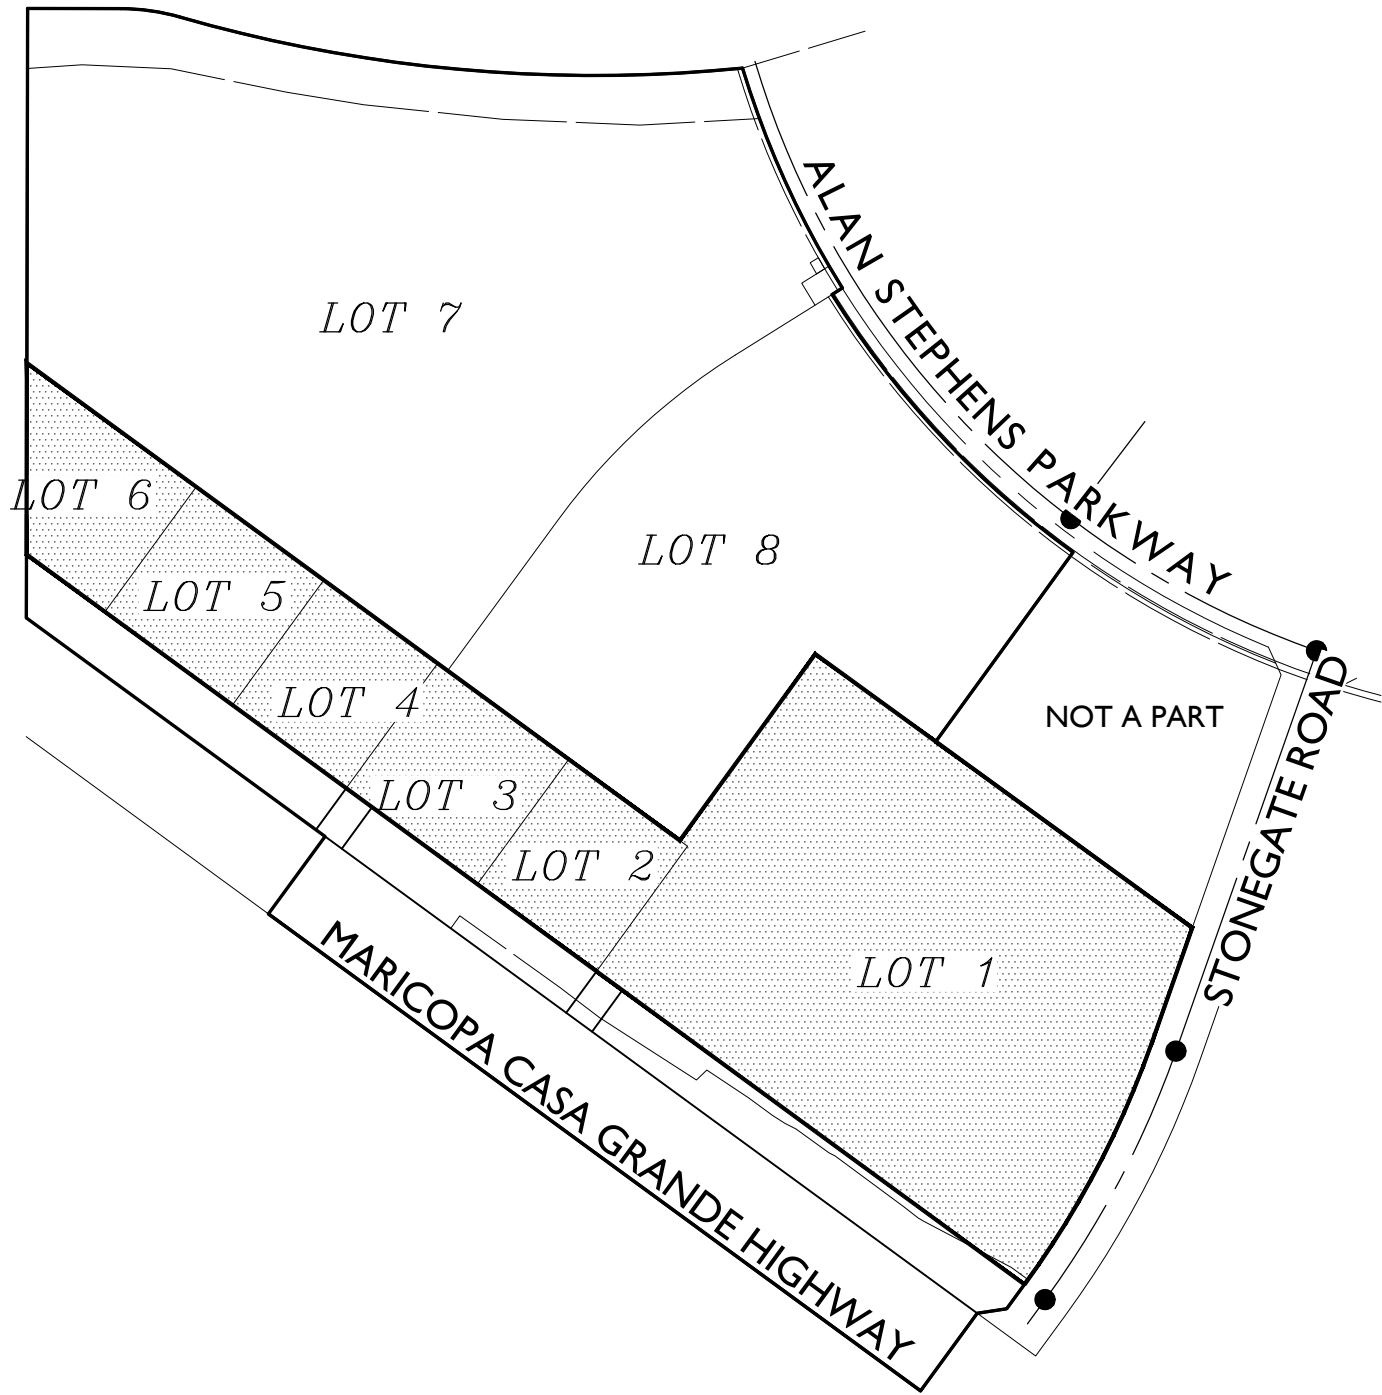 ALAN STEPHENS PARKWAY
LOT 7
LOT 6
LOT 8
LOT 5
LOT 4
NOT A PART
STONEGATE ROAD
LOT 3
LOT 2
LOT 1
MARICOPA CASA GRANDE HIGHWAY